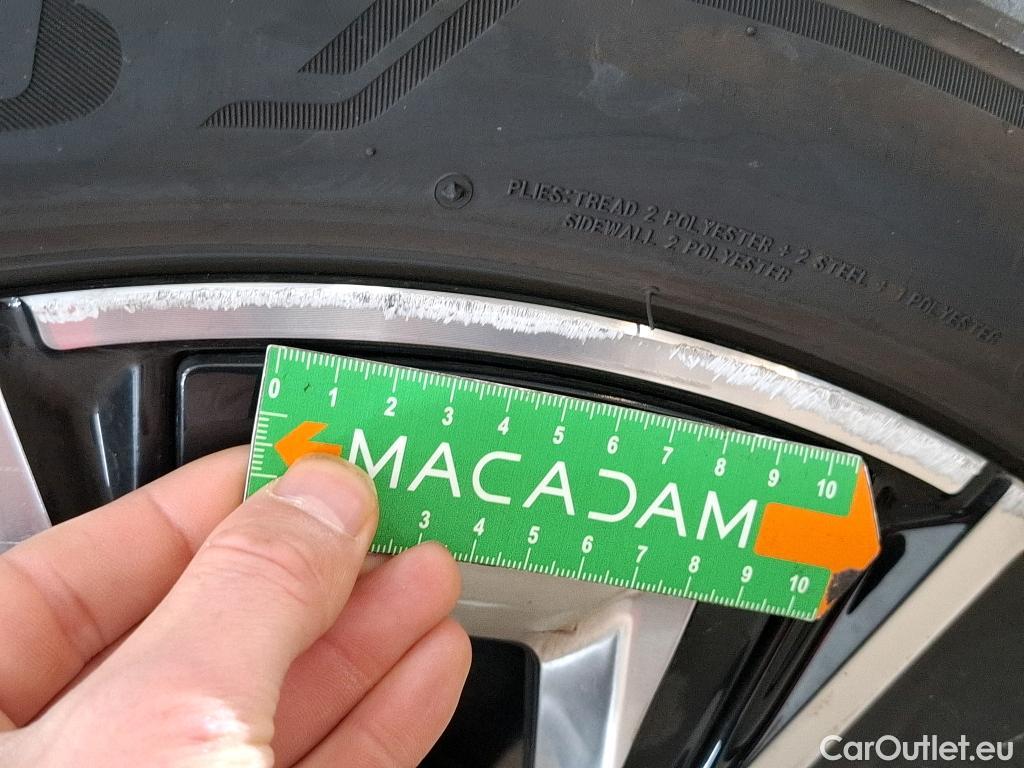 PLIES:TREAD 2 POLYESTER + 2 STEEL + 1 POLYESTER
SIDEWALL 2 POLYESTER
0 1 2 3 4 5 6 7 8 9 10
MACADAM
3 4 5 6 7 8 9 10
CarOutlet.eu